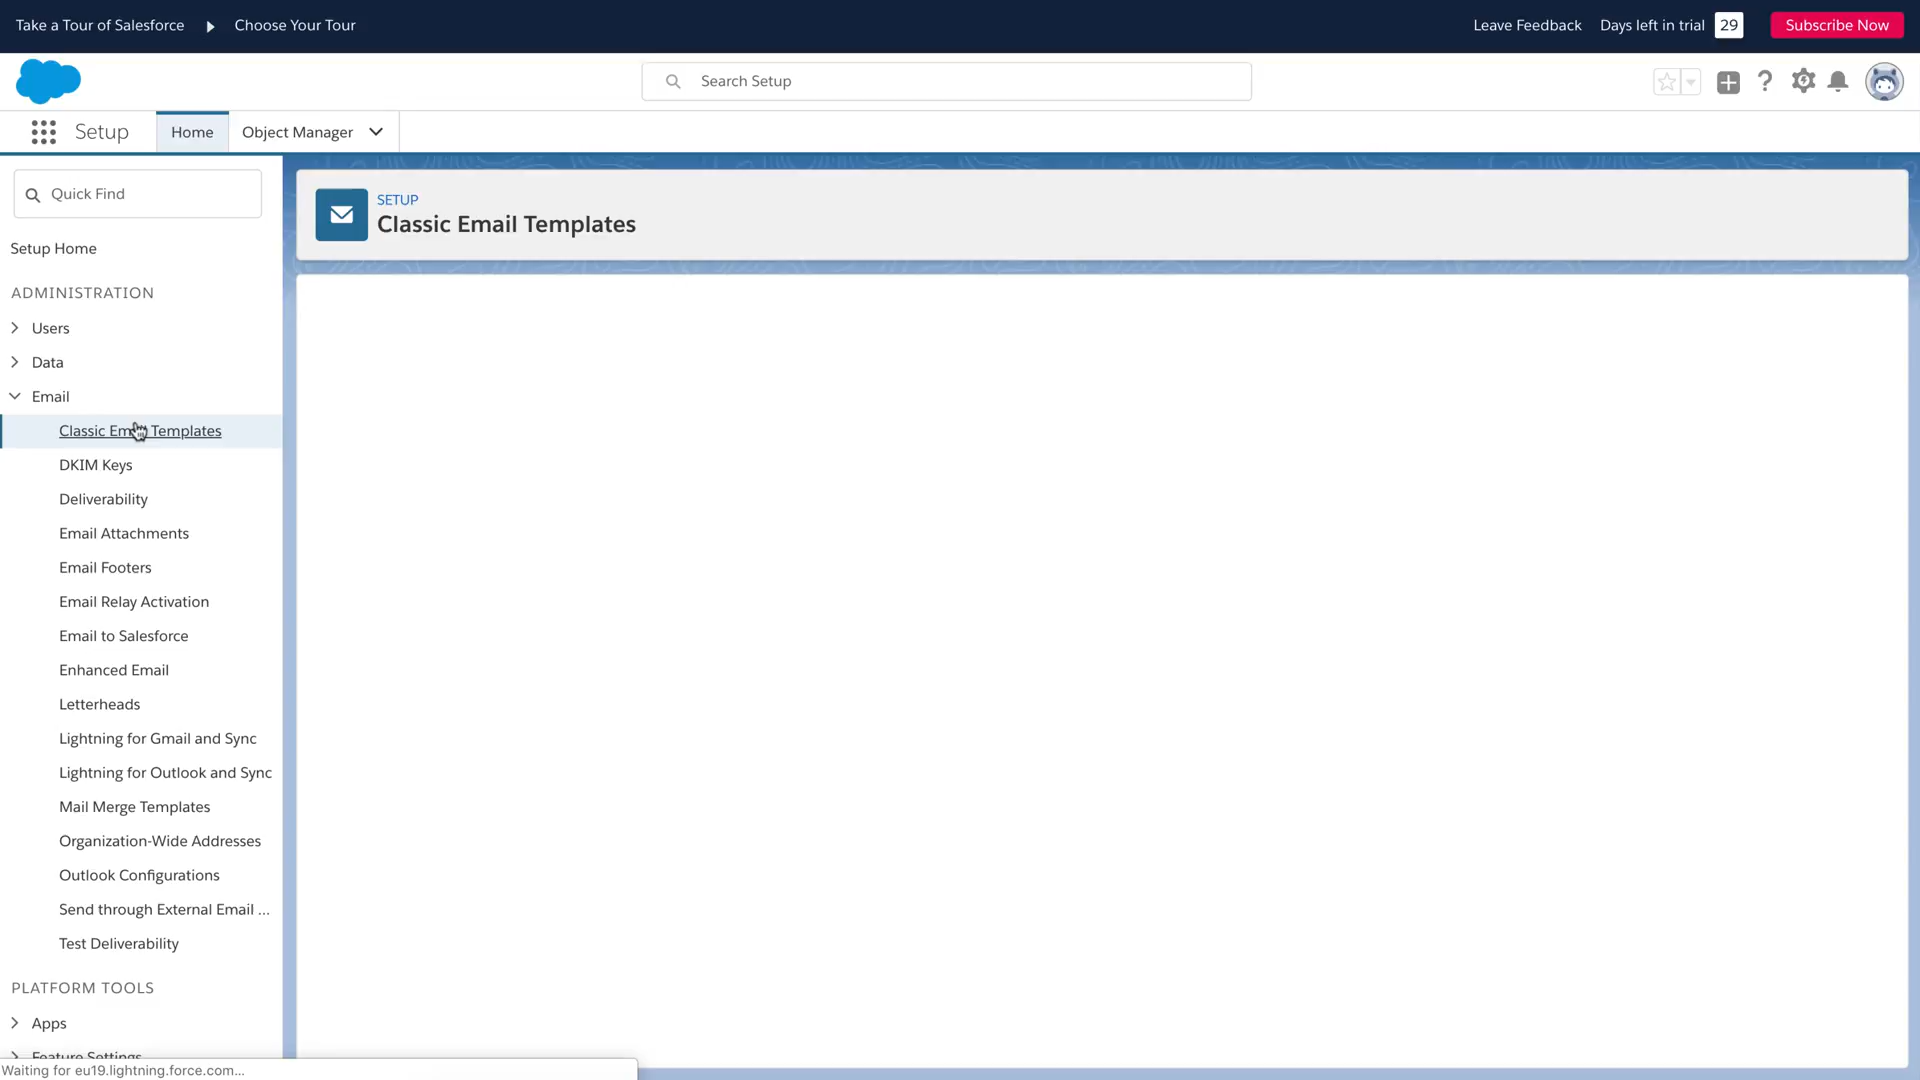 Take a Tour of Salesforce
Choose Your Tour
Leave Feedback
Days left in trial
29
Subscribe Now
Search Setup
Setup
Home
Object Manager
Quick Find
SETUP
Classic Email Templates
Setup Home
ADMINISTRATION
Users
Data
Email
Classic Email Templates
DKIM Keys
Deliverability
Email Attachments
Email Footers
Email Relay Activation
Email to Salesforce
Enhanced Email
Letterheads
Lightning for Gmail and Sync
Lightning for Outlook and Sync
Mail Merge Templates
Organization-Wide Addresses
Outlook Configurations
Send through External Email ...
Test Deliverability
PLATFORM TOOLS
Apps
Feature Settings
Waiting for eu19.lightning.force.com...